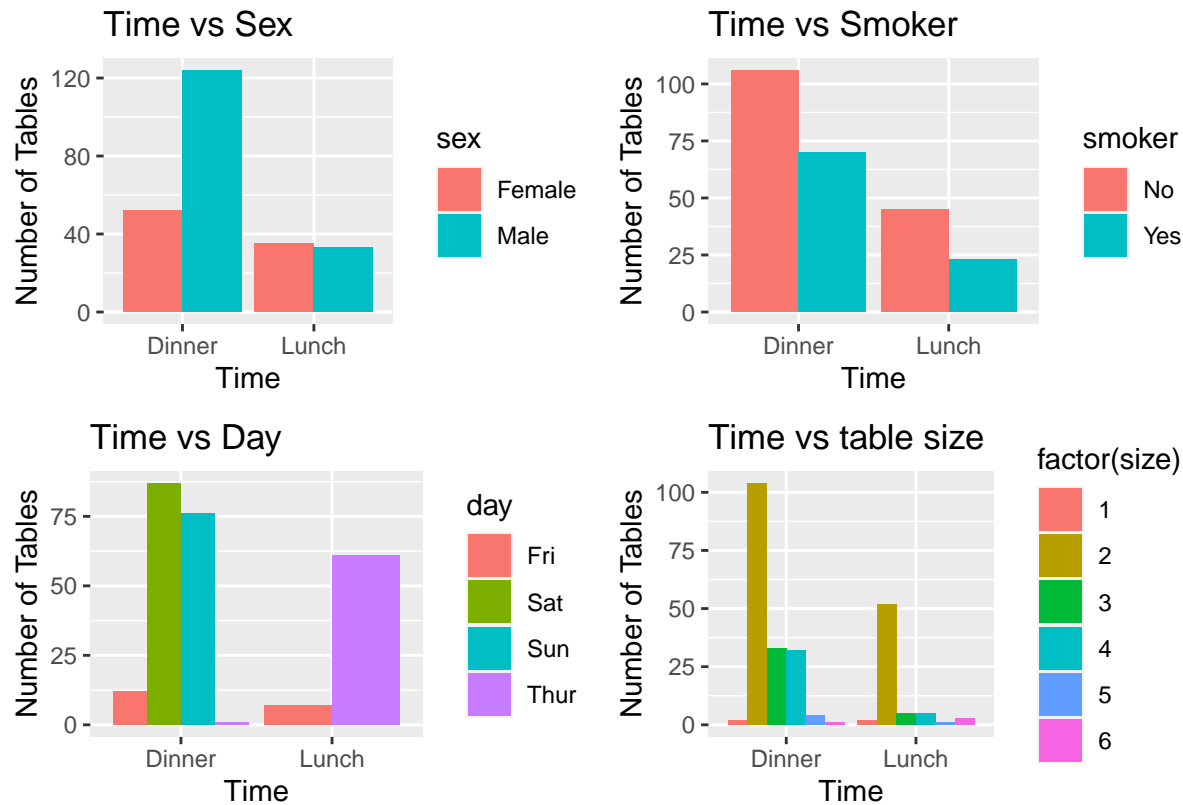 Time vs Sex
Number of Tables
120
80
40
0
Dinner
Lunch
Time
sex
Female
Male
Time vs Smoker
Number of Tables
100
75
50
25
0
Dinner
Lunch
Time
smoker
No
Yes
Time vs Day
Number of Tables
75
50
25
0
Dinner
Lunch
Time
day
Fri
Sat
Sun
Thur
Time vs table size
Number of Tables
100
75
50
25
0
Dinner
Lunch
Time
factor(size)
1
2
3
4
5
6